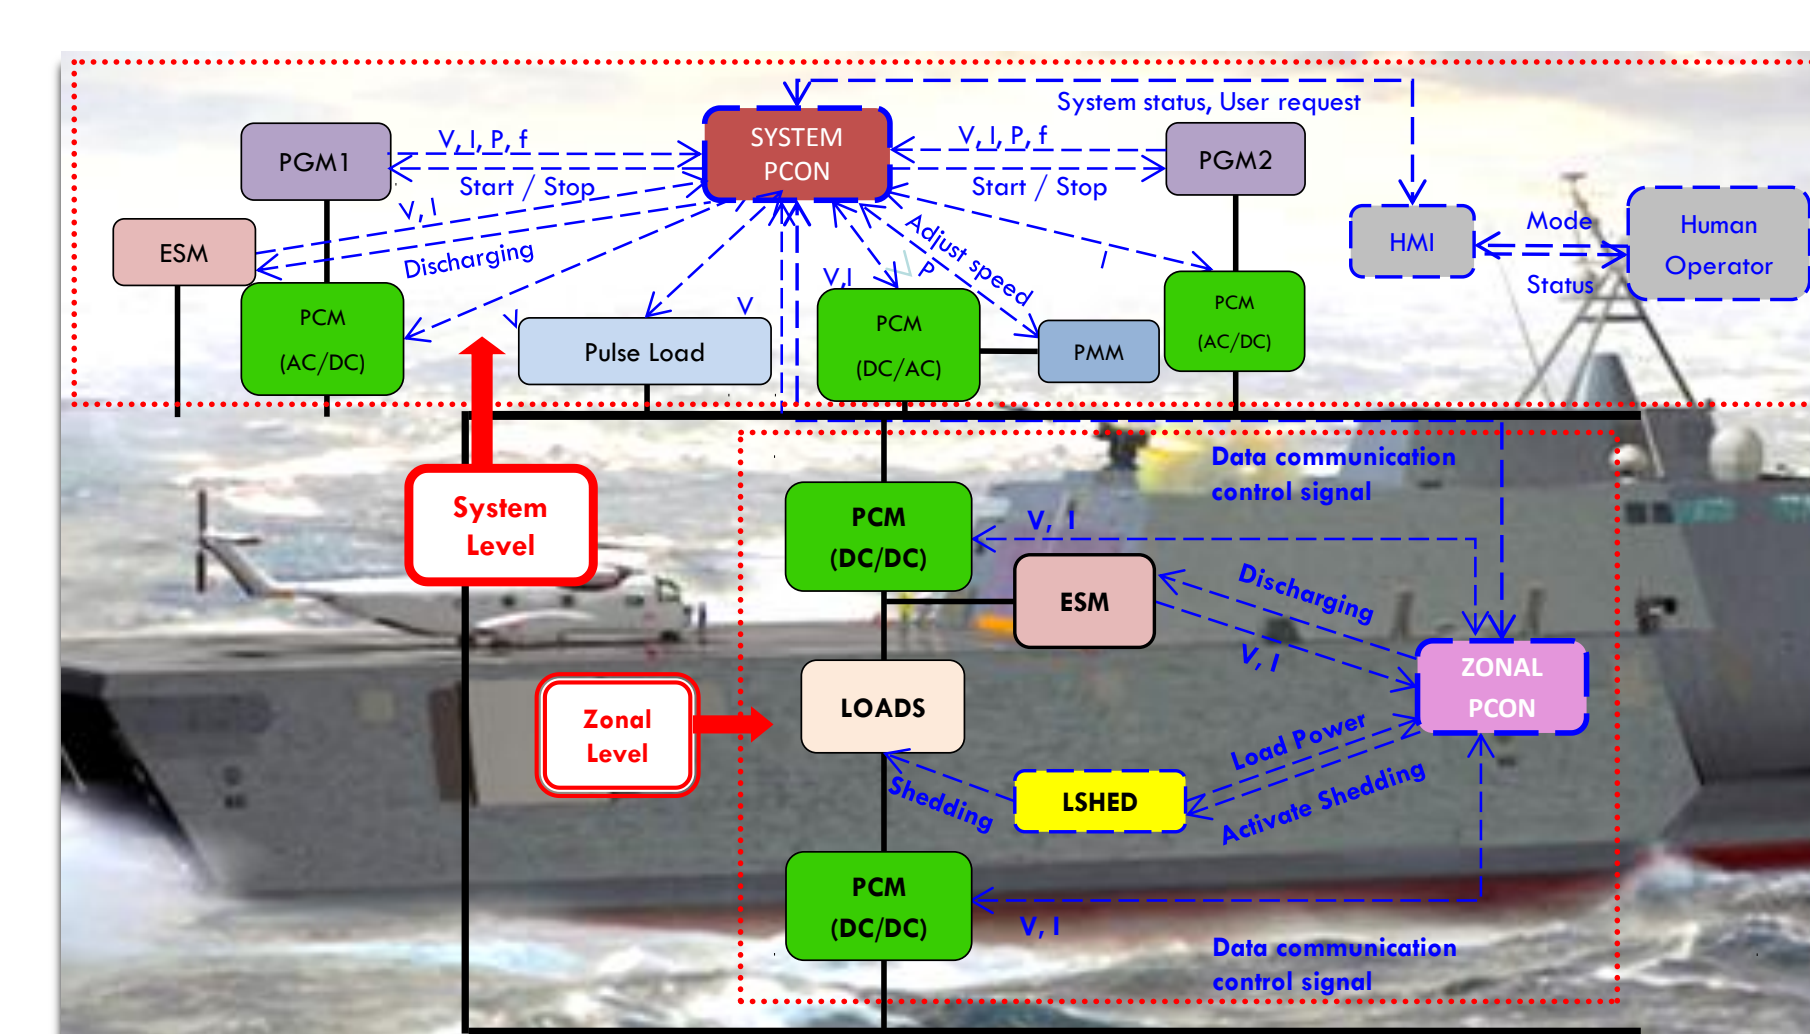 System status, User request
SYSTEM
PCON
PGM1
V, I, P, f
Start / Stop
V, I, P, f
Start / Stop
PGM2
HMI
Mode
Status
Human
Operator
ESM
V, I
Discharging
PCM
(AC/DC)
V
Pulse Load
V
V,I
PCM
(DC/AC)
V
P
Adjust speed
PMM
I
PCM
(AC/DC)
System
Level
Data communication
control signal
PCM
(DC/DC)
V, I
ESM
Discharging
V, I
ZONAL
PCON
Zonal
Level
LOADS
Load Power
Shedding
LSHED
Activate Shedding
PCM
(DC/DC)
V, I
Data communication
control signal